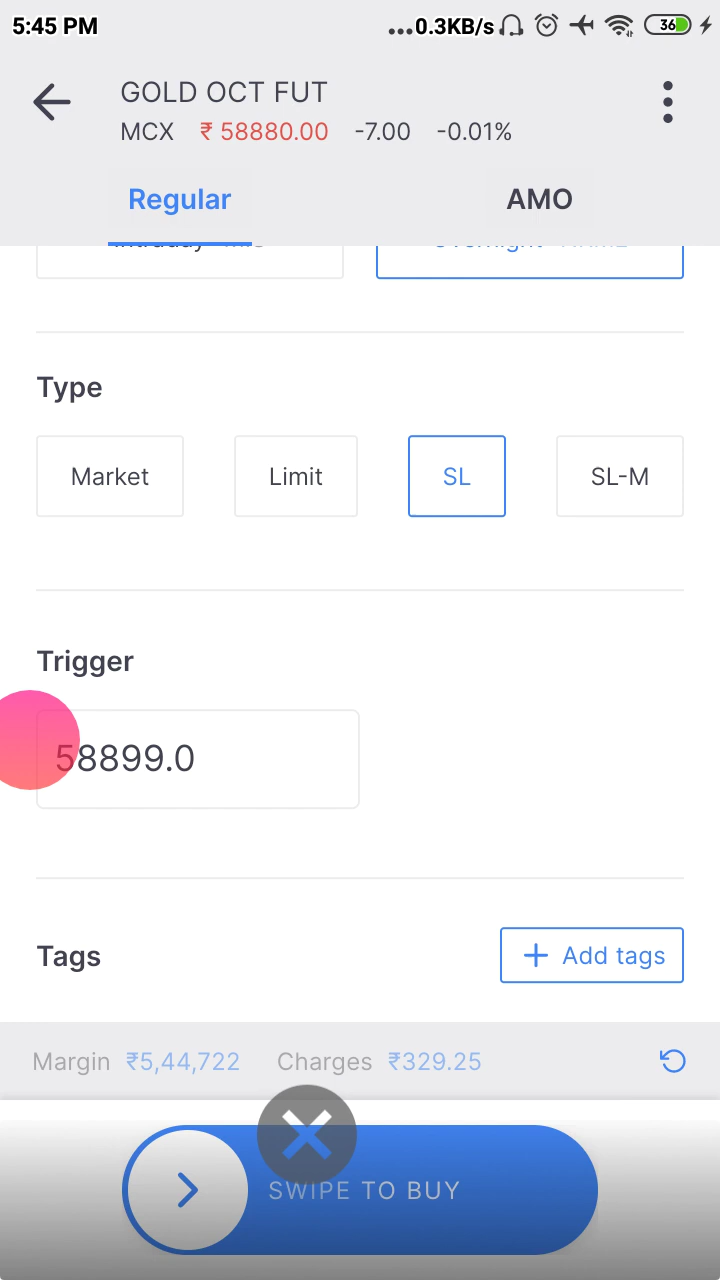 5:45 PM
...0.3KB/s
36
GOLD OCT FUT
MCX ₹ 58880.00 -7.00 -0.01%
Regular AMO
Type
Market Limit SL SL-M
Trigger
58899.0
Tags
+ Add tags
Margin ₹5,44,722 Charges ₹329.25
SWIPE TO BUY